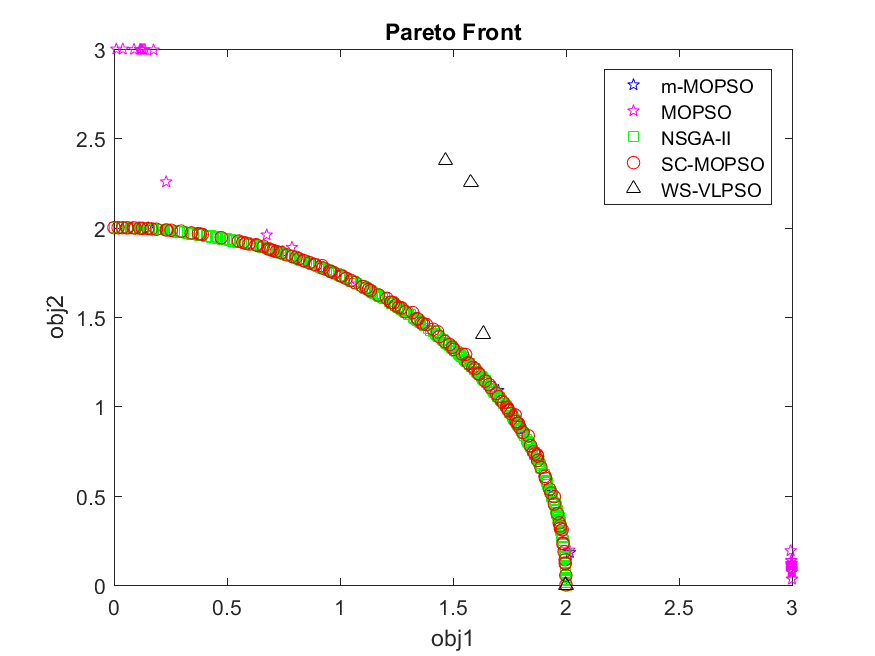 Pareto Front
3
2.5
2
1.5
1
0.5
0
obj2
m-MOPSO
MOPSO
NSGA-II
SC-MOPSO
WS-VLPSO
0 0.5 1 1.5 2 2.5 3
obj1